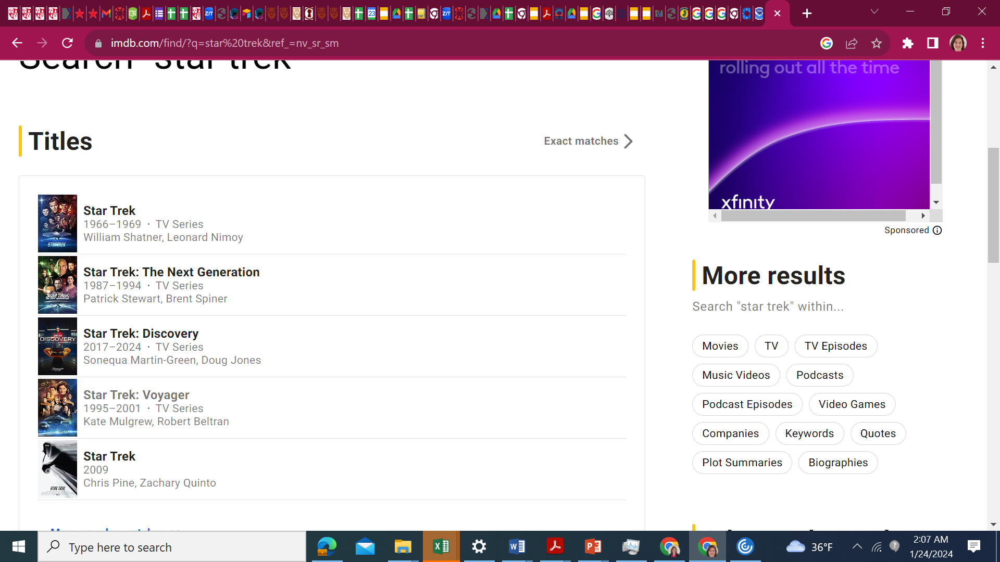 imdb.com/find/?q=star%20trek&ref_=nv_sr_sm
Search "star trek"
rolling out all the time
xfinity
Sponsored
Titles
Exact matches
Star Trek
1966–1969 · TV Series
William Shatner, Leonard Nimoy
Star Trek: The Next Generation
1987–1994 · TV Series
Patrick Stewart, Brent Spiner
Star Trek: Discovery
2017–2024 · TV Series
Sonequa Martin-Green, Doug Jones
Star Trek: Voyager
1995–2001 · TV Series
Kate Mulgrew, Robert Beltran
Star Trek
2009
Chris Pine, Zachary Quinto
More results
Search "star trek" within...
Movies TV TV Episodes
Music Videos Podcasts
Podcast Episodes Video Games
Companies Keywords Quotes
Plot Summaries Biographies
Type here to search
36°F
2:07 AM
1/24/2024